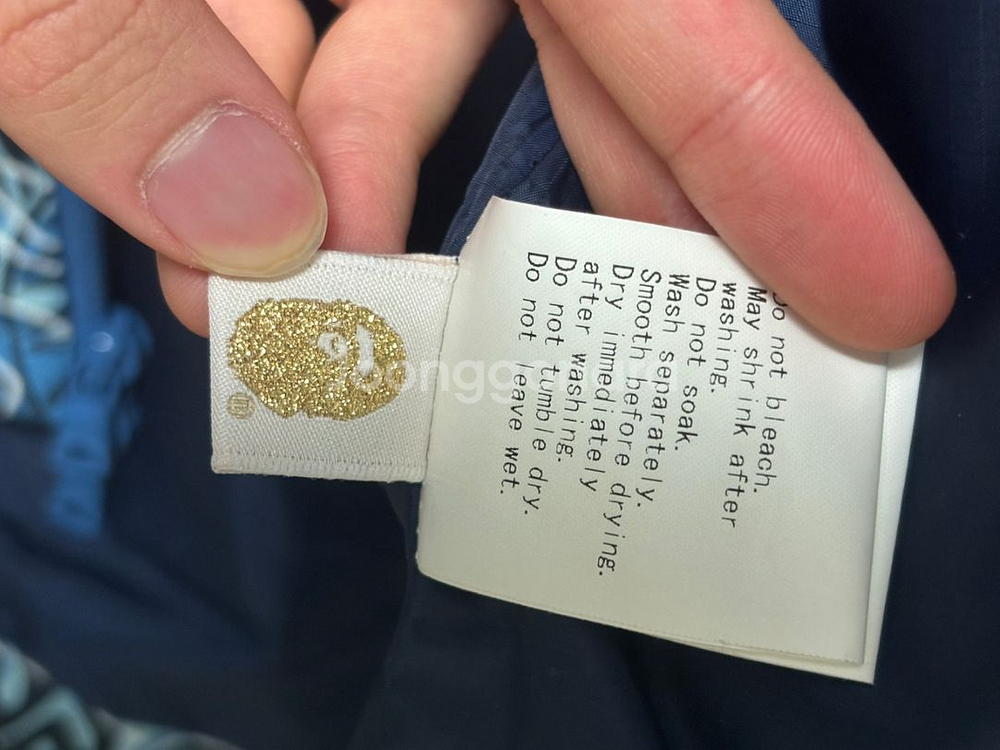 Do not bleach.
May shrink after
washing.
Do not soak.
Wash separately.
Smooth before drying.
Dry immediately
after washing.
Do not tumble dry.
Do not leave wet.
®
joonggonara